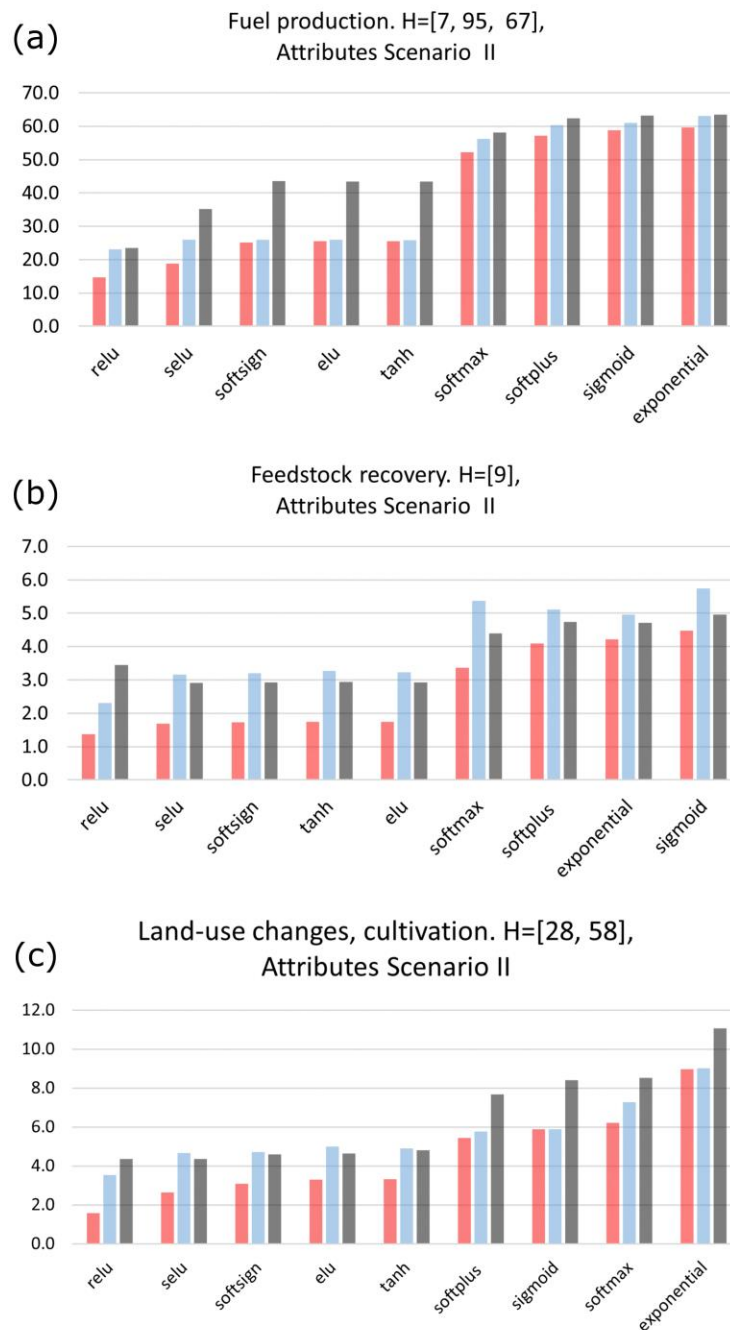 (a)
Fuel production. H=[7, 95, 67],
Attributes Scenario II
70.0
60.0
50.0
40.0
30.0
20.0
10.0
0.0
relu
selu
softsign
elu
tanh
softmax
softplus
sigmoid
exponential
(b)
Feedstock recovery. H=[9],
Attributes Scenario II
7.0
6.0
5.0
4.0
3.0
2.0
1.0
0.0
relu
selu
softsign
tanh
elu
softmax
softplus
exponential
sigmoid
(c)
Land-use changes, cultivation. H=[28, 58],
Attributes Scenario II
12.0
10.0
8.0
6.0
4.0
2.0
0.0
relu
selu
softsign
elu
tanh
softplus
sigmoid
softmax
exponential